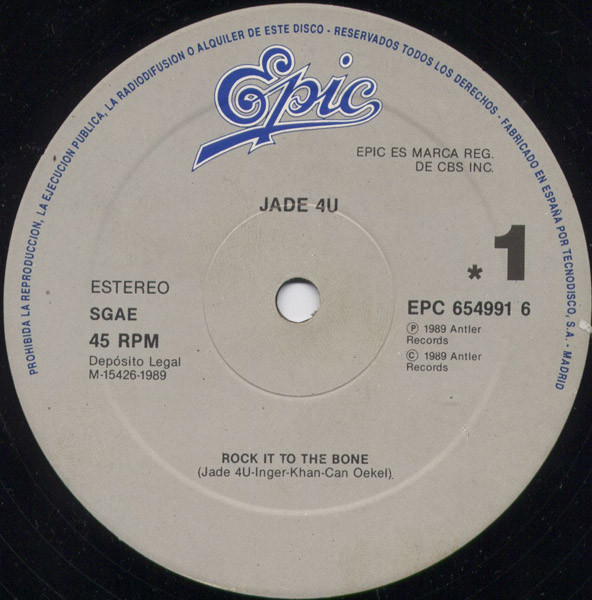 PROHIBIDA LA REPRODUCCION, LA EJECUCION PUBLICA, LA RADIODIFUSION O ALQUILER DE ESTE DISCO - RESERVADOS TODOS LOS DERECHOS - FABRICADO EN ESPAÑA POR TECNODISCO, S.A. - MADRID
Epic
EPIC ES MARCA REG.
DE CBS INC.
JADE 4U
* 1
ESTEREO
SGAE
45 RPM
Depósito Legal
M-15426-1989
EPC 654991 6
Ⓟ 1989 Antler
Records
© 1989 Antler
Records
ROCK IT TO THE BONE
(Jade 4U-Inger-Khan-Can Oekel)